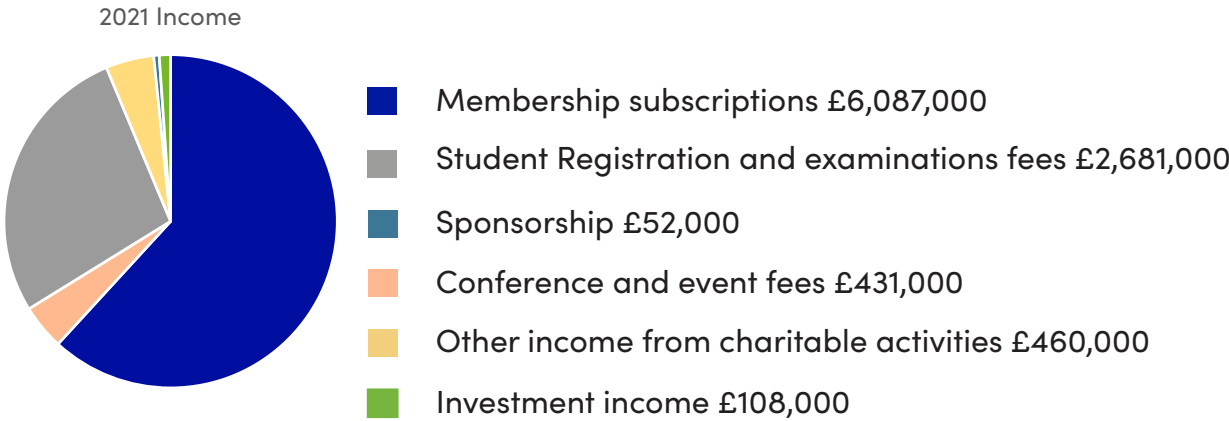 2021 Income
Membership subscriptions £6,087,000
Student Registration and examinations fees £2,681,000
Sponsorship £52,000
Conference and event fees £431,000
Other income from charitable activities £460,000
Investment income £108,000